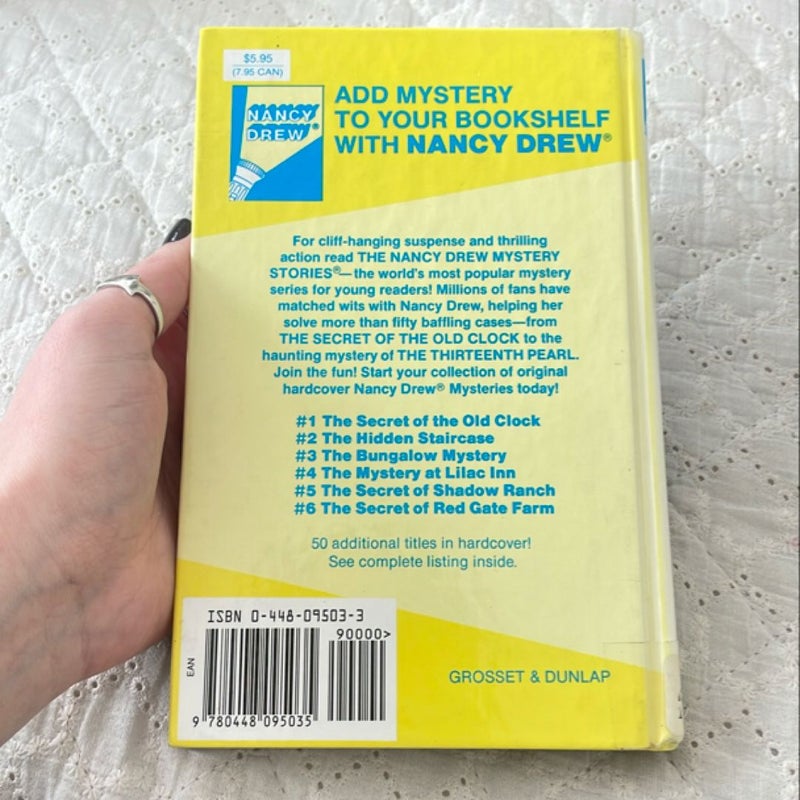 $5.95
(7.95 CAN)
NANCY
DREW®
ADD MYSTERY
TO YOUR BOOKSHELF
WITH NANCY DREW®
For cliff-hanging suspense and thrilling
action read THE NANCY DREW MYSTERY
STORIES®—the world's most popular mystery
series for young readers! Millions of fans have
matched wits with Nancy Drew, helping her
solve more than fifty baffling cases—from
THE SECRET OF THE OLD CLOCK to the
haunting mystery of THE THIRTEENTH PEARL.
Join the fun! Start your collection of original
hardcover Nancy Drew® Mysteries today!
#1 The Secret of the Old Clock
#2 The Hidden Staircase
#3 The Bungalow Mystery
#4 The Mystery at Lilac Inn
#5 The Secret of Shadow Ranch
#6 The Secret of Red Gate Farm
50 additional titles in hardcover!
See complete listing inside.
ISBN 0-448-09503-3
90000>
EAN
9 780448 095035
GROSSET & DUNLAP